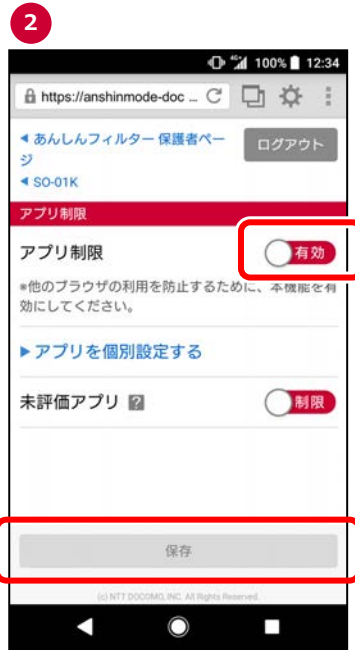 2
4G 100% 12:34
https://anshinmode-doc ...
◀ あんしんフィルター 保護者ペー
ジ
ログアウト
◀ SO-01K
アプリ制限
アプリ制限
有効
※他のブラウザの利用を防止するために、本機能を有
効にしてください。
▶アプリを個別設定する
未評価アプリ ?
制限
保存
(c) NTT DOCOMO, INC. All Rights Reserved.